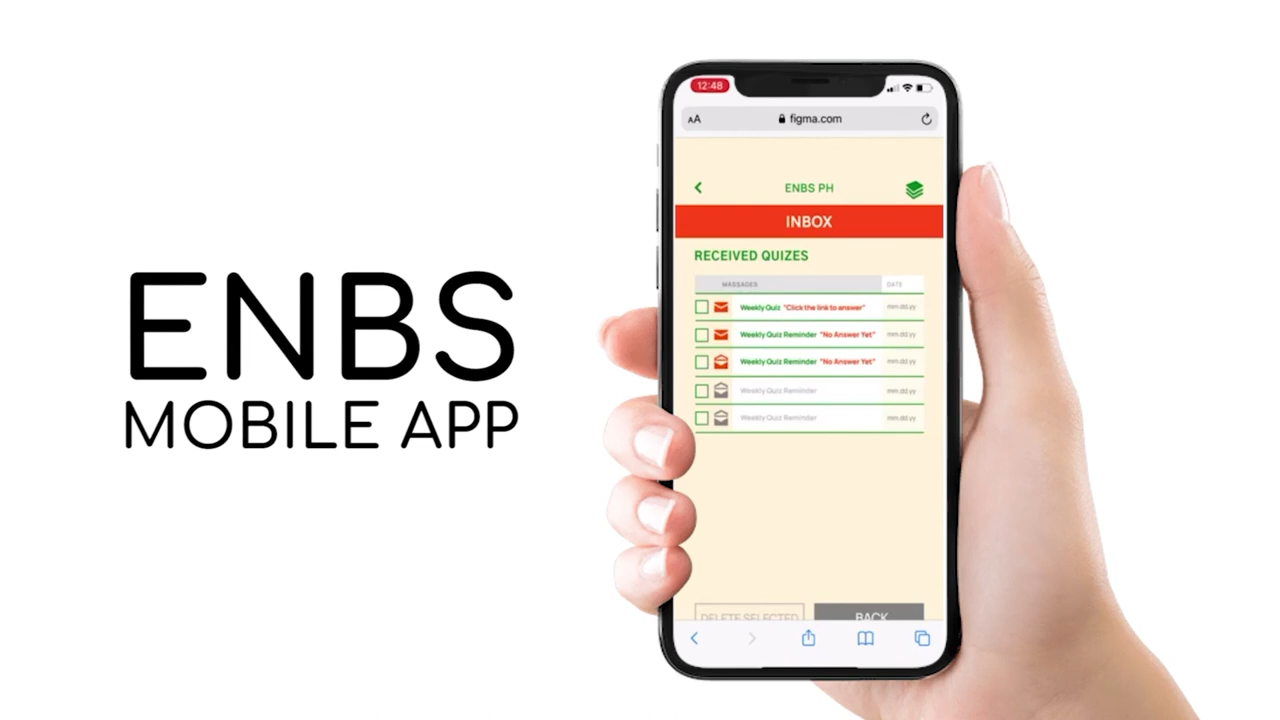 ENBS
MOBILE APP
12:48
AA
figma.com
ENBS PH
INBOX
RECEIVED QUIZES
MASSAGES DATE
Weekly Quiz "Click the link to answer" mm.dd.yy
Weekly Quiz Reminder "No Answer Yet" mm.dd.yy
Weekly Quiz Reminder "No Answer Yet" mm.dd.yy
Weekly Quiz Reminder mm.dd.yy
Weekly Quiz Reminder mm.dd.yy
DELETE SELECTED BACK